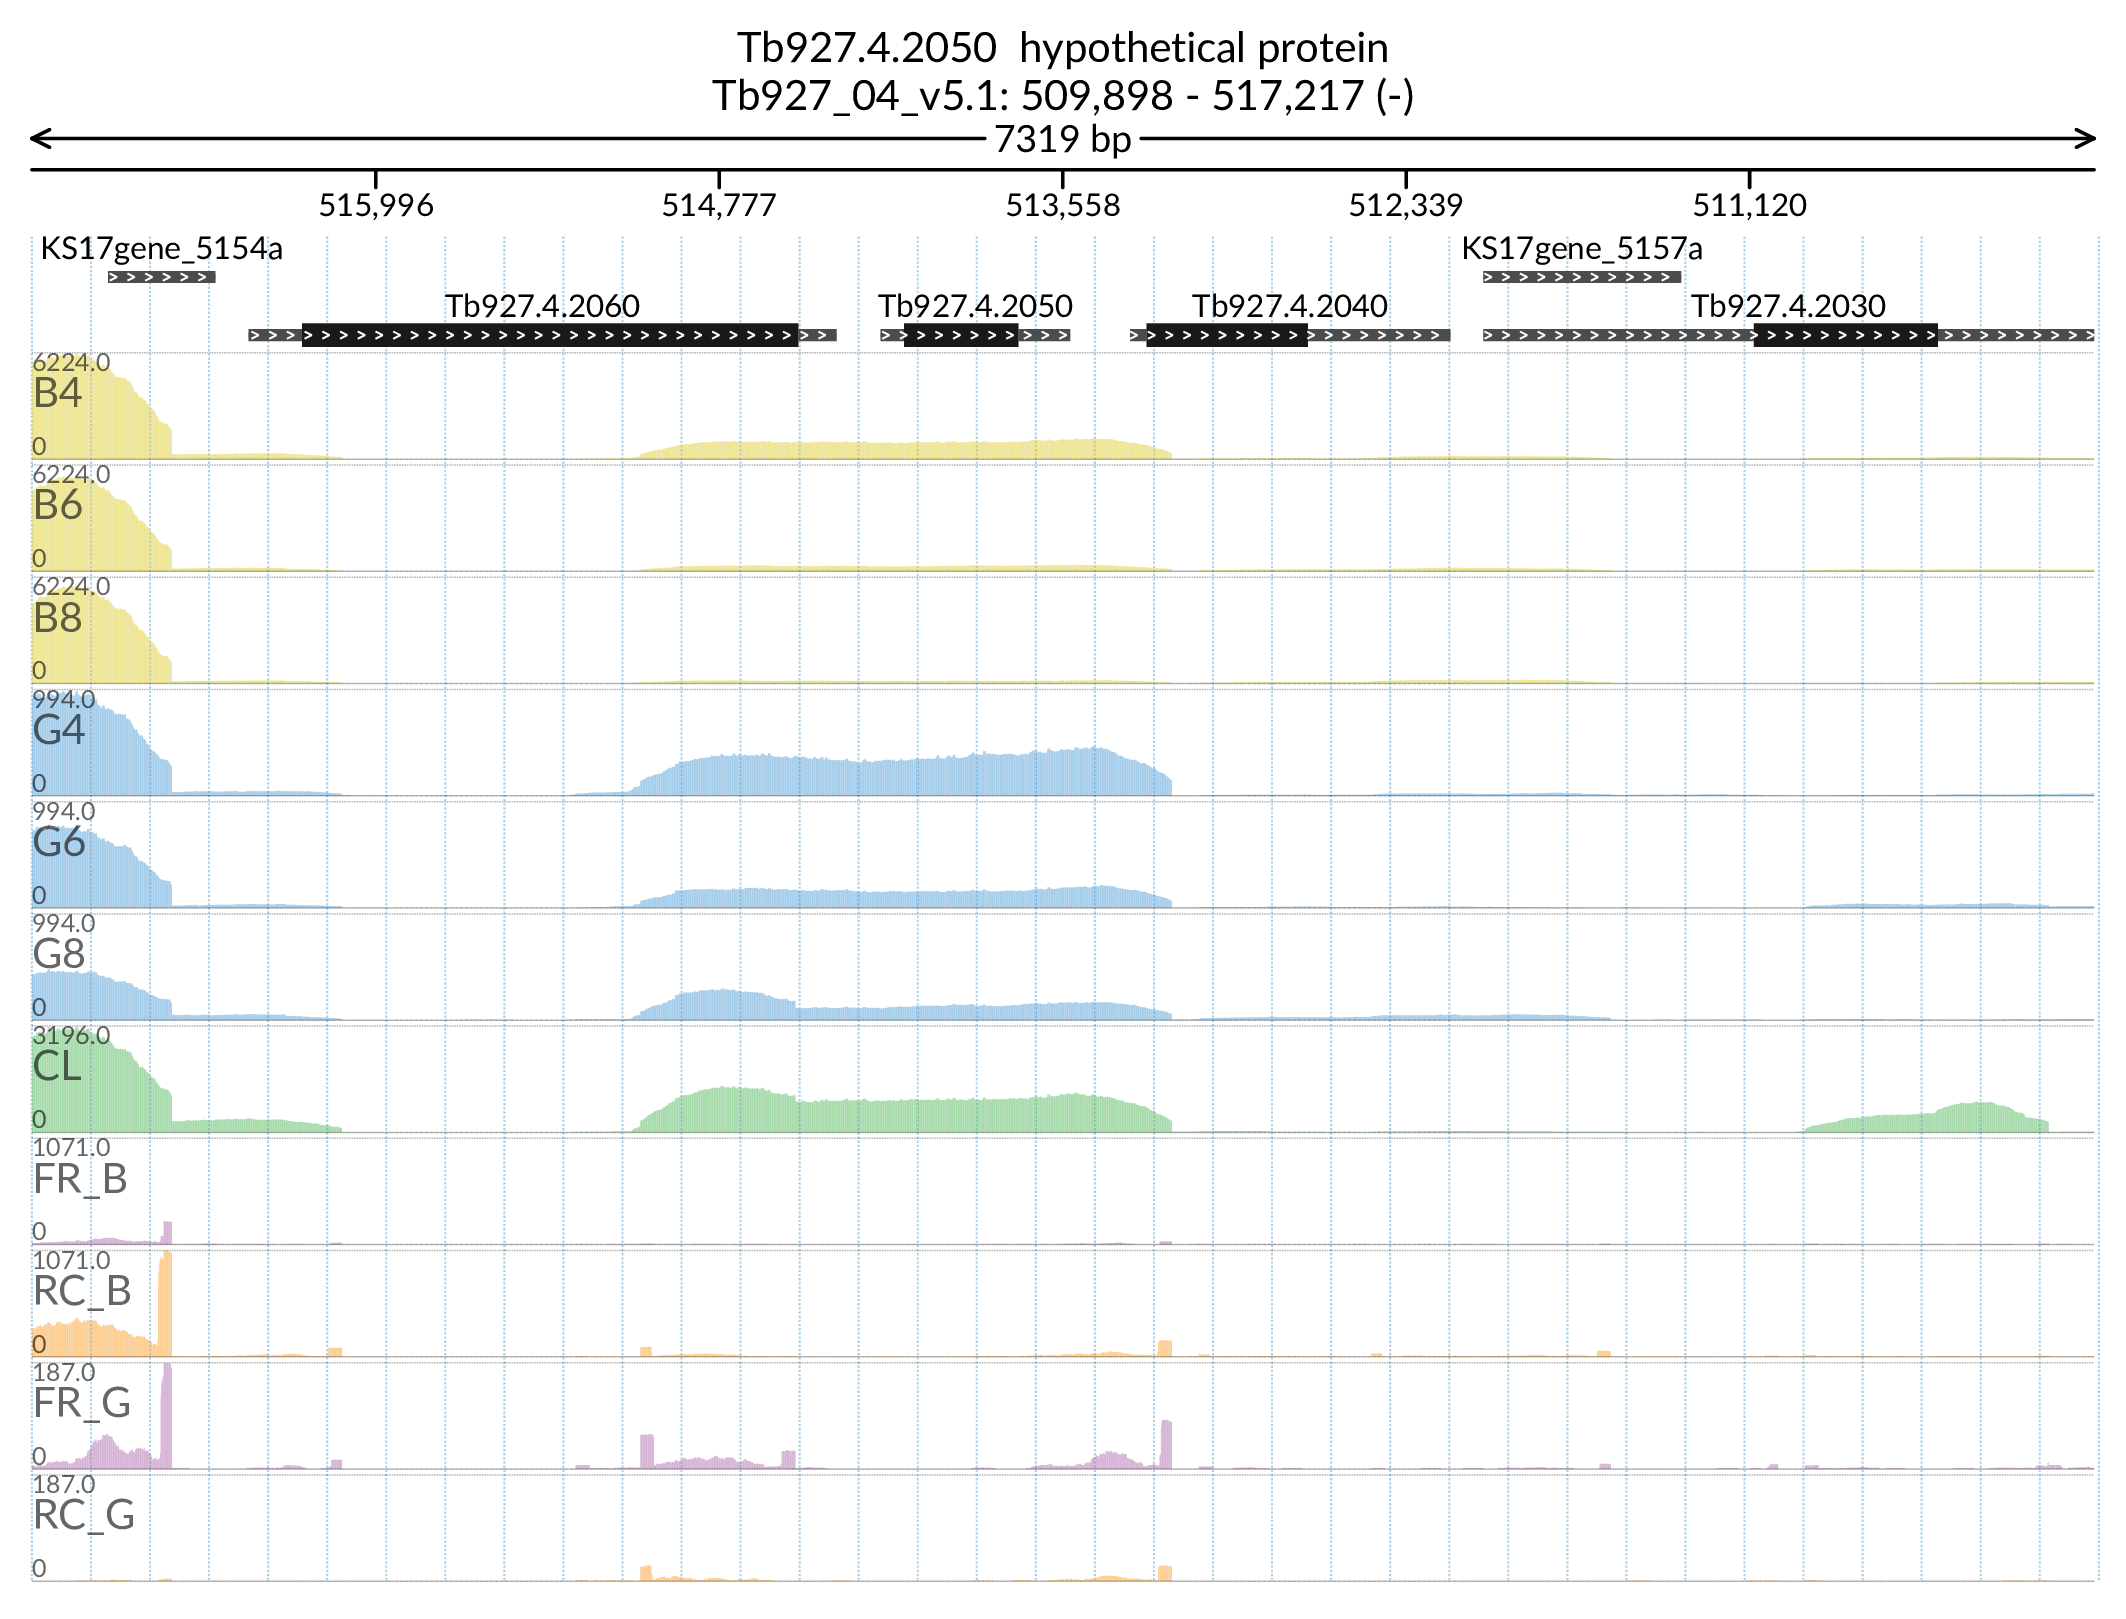 Tb927.4.2050  hypothetical protein
Tb927_04_v5.1: 509,898 - 517,217 (-)
7319 bp
515,996 514,777 513,558 512,339 511,120
KS17gene_5154a KS17gene_5157a
Tb927.4.2060 Tb927.4.2050 Tb927.4.2040 Tb927.4.2030
6224.0
B4
0
6224.0
B6
0
6224.0
B8
0
994.0
G4
0
994.0
G6
0
994.0
G8
0
3196.0
CL
0
1071.0
FR_B
0
1071.0
RC_B
0
187.0
FR_G
0
187.0
RC_G
0